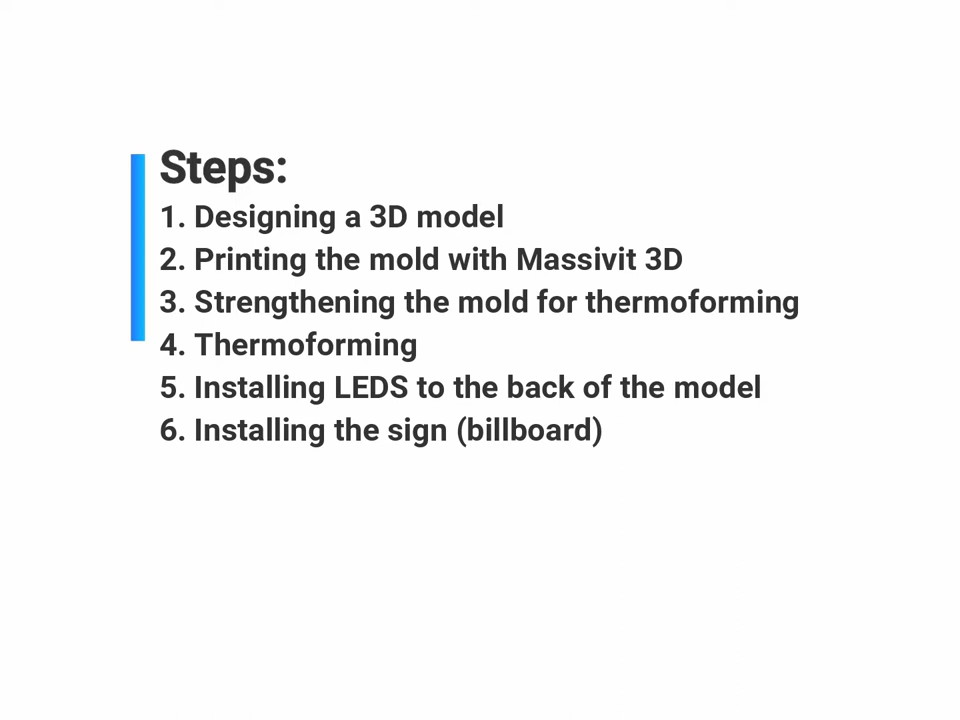 Steps:
1. Designing a 3D model
2. Printing the mold with Massivit 3D
3. Strengthening the mold for thermoforming
4. Thermoforming
5. Installing LEDS to the back of the model
6. Installing the sign (billboard)